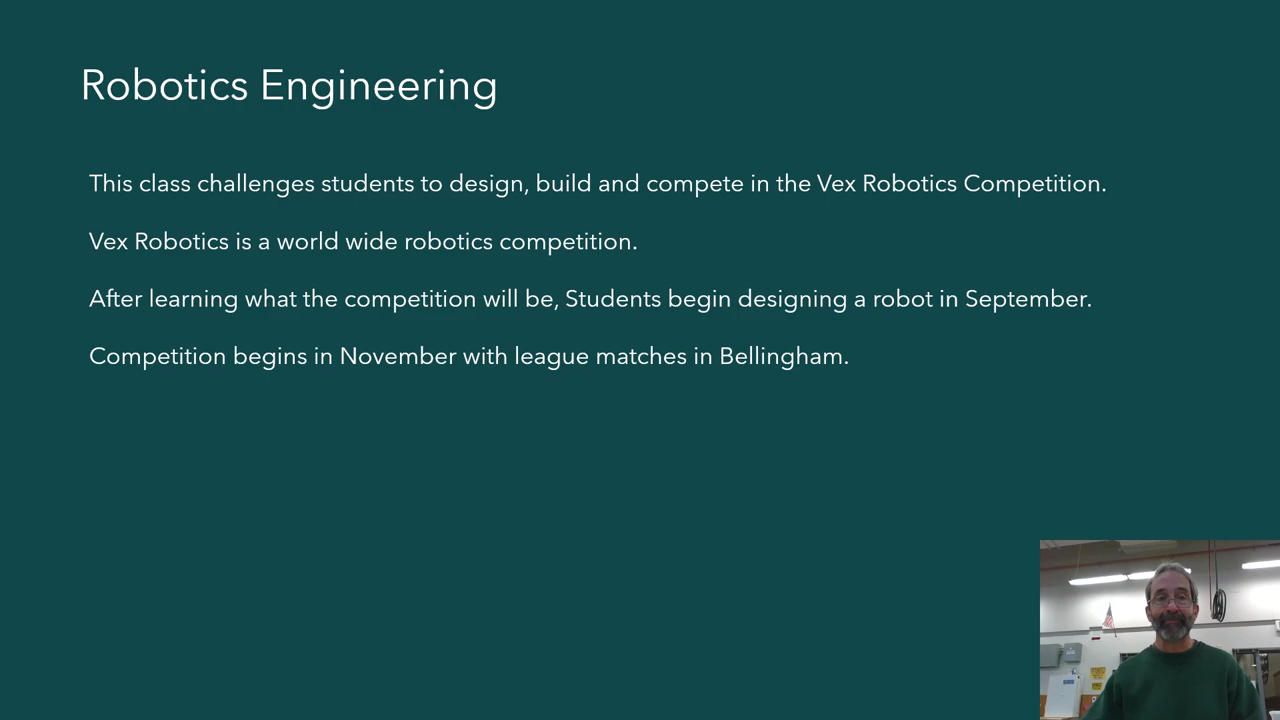 Robotics Engineering
This class challenges students to design, build and compete in the Vex Robotics Competition.
Vex Robotics is a world wide robotics competition.
After learning what the competition will be, Students begin designing a robot in September.
Competition begins in November with league matches in Bellingham.